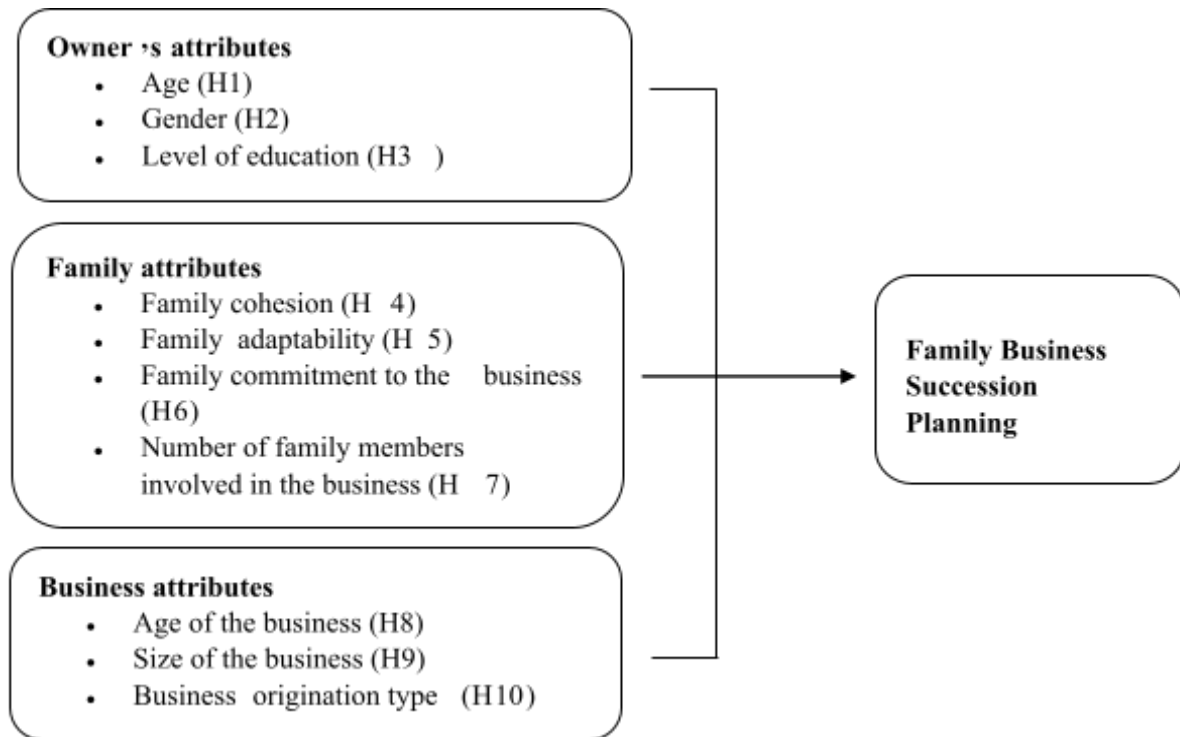 Owner 's attributes
• Age (H1)
• Gender (H2)
• Level of education (H3 )
Family attributes
• Family cohesion (H 4)
• Family adaptability (H 5)
• Family commitment to the business
(H6)
• Number of family members
involved in the business (H 7)
Business attributes
• Age of the business (H8)
• Size of the business (H9)
• Business origination type (H10)
Family Business
Succession
Planning